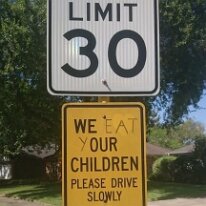 LIMIT
30
WE EAT
YOUR
CHILDREN
PLEASE DRIVE
SLOWLY